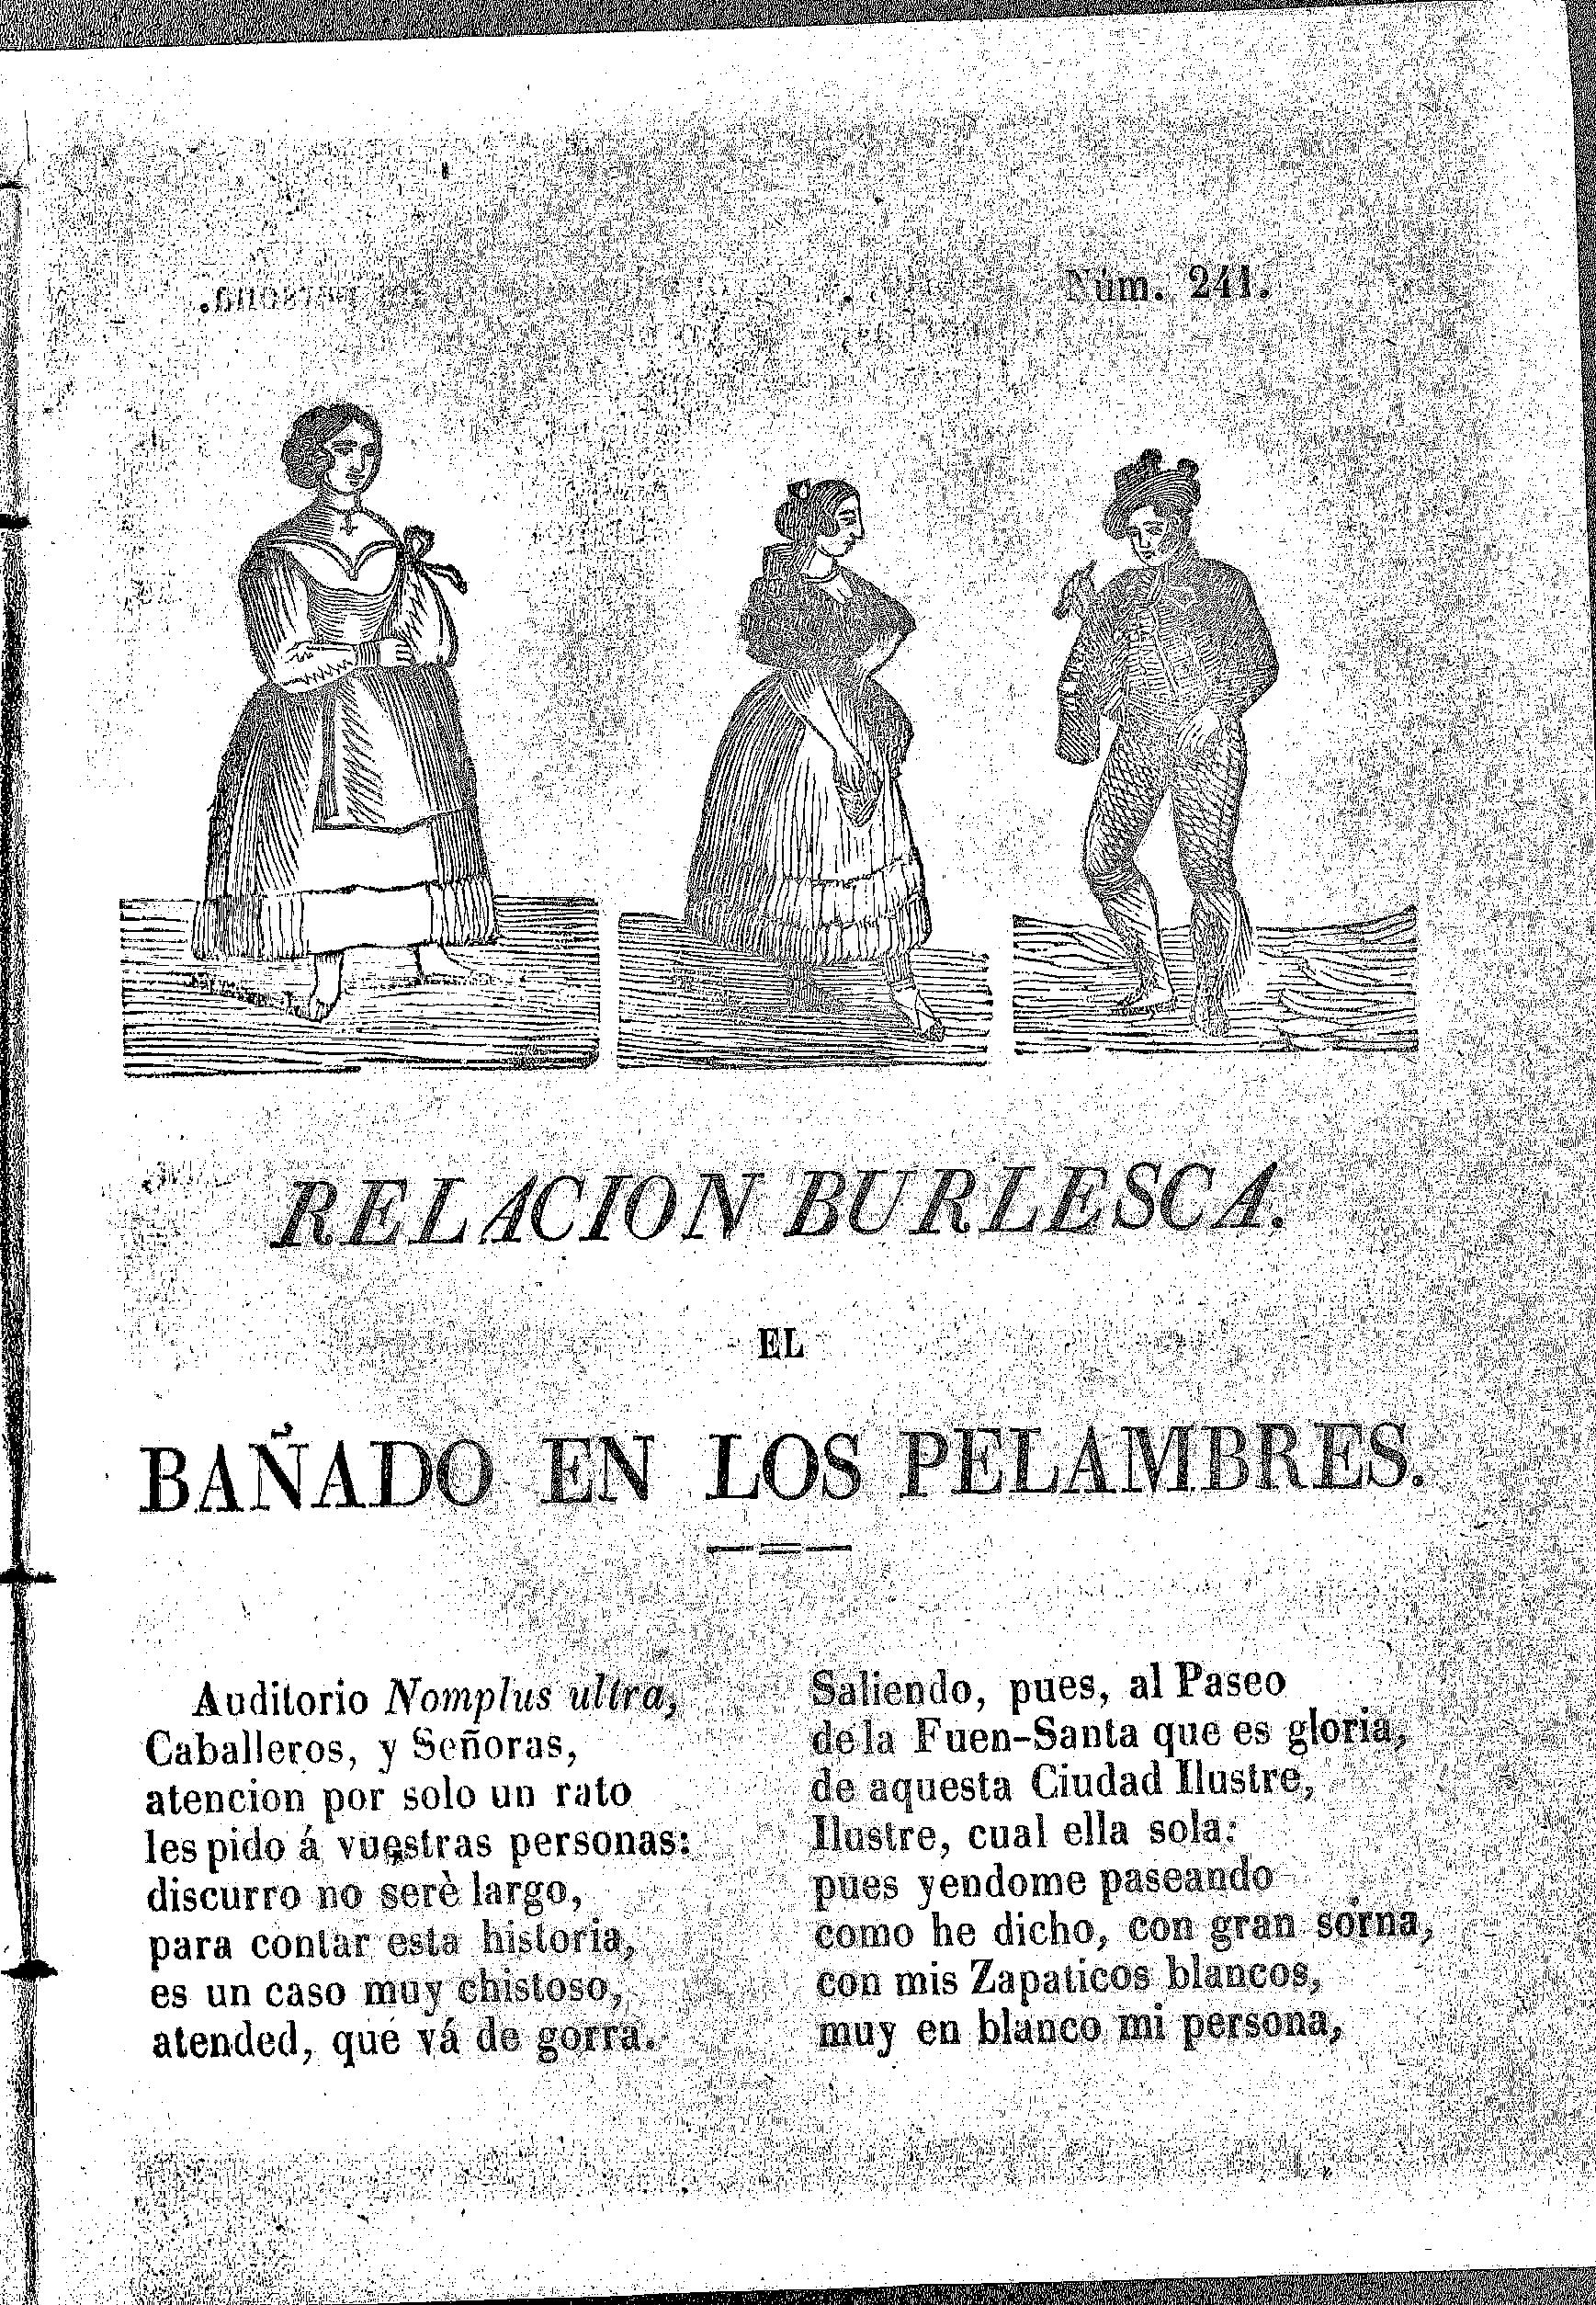 Núm. 241.
RELACION BURLESCA.
EL
BAÑADO EN LOS PELAMBRES.
Auditorio Nomplus ultra,
Caballeros, y Señoras,
atencion por solo un rato
les pido á vuestras personas:
discurro no serè largo,
para contar esta historia,
es un caso muy chistoso,
atended, que vá de gorra.
Saliendo, pues, al Paseo
de la Fuen-Santa que es gloria,
de aquesta Ciudad Ilustre,
Ilustre, cual ella sola:
pues yendome paseando
como he dicho, con gran sorna,
con mis Zapaticos blancos,
muy en blanco mi persona,